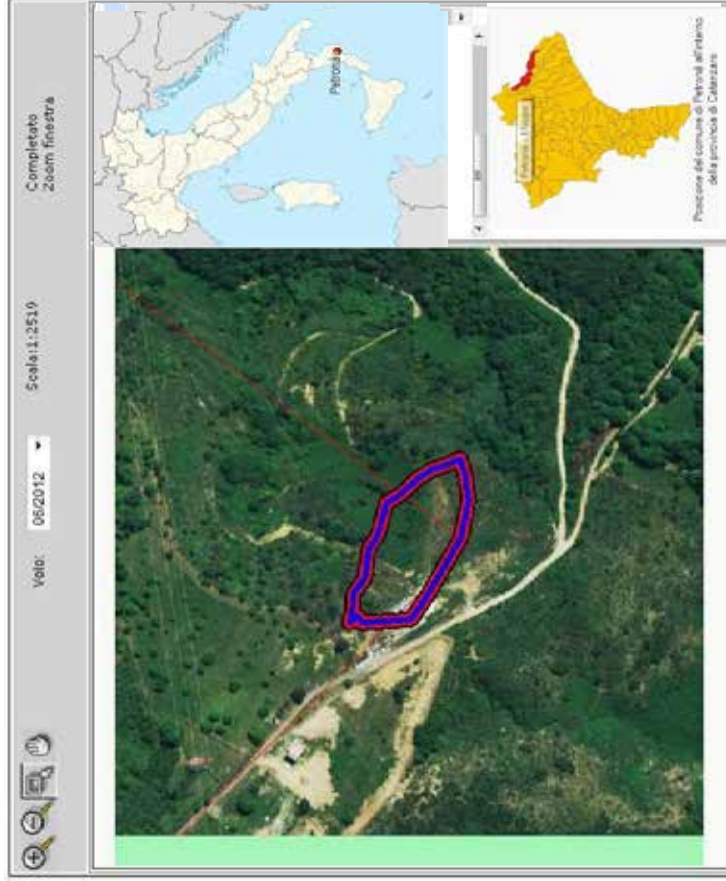 Volo: 06/2012 Scala:1:2519 Completato
Zoom finestra
Petronà
Posizione del comune di Petronà all'interno
della provincia di Catanzaro